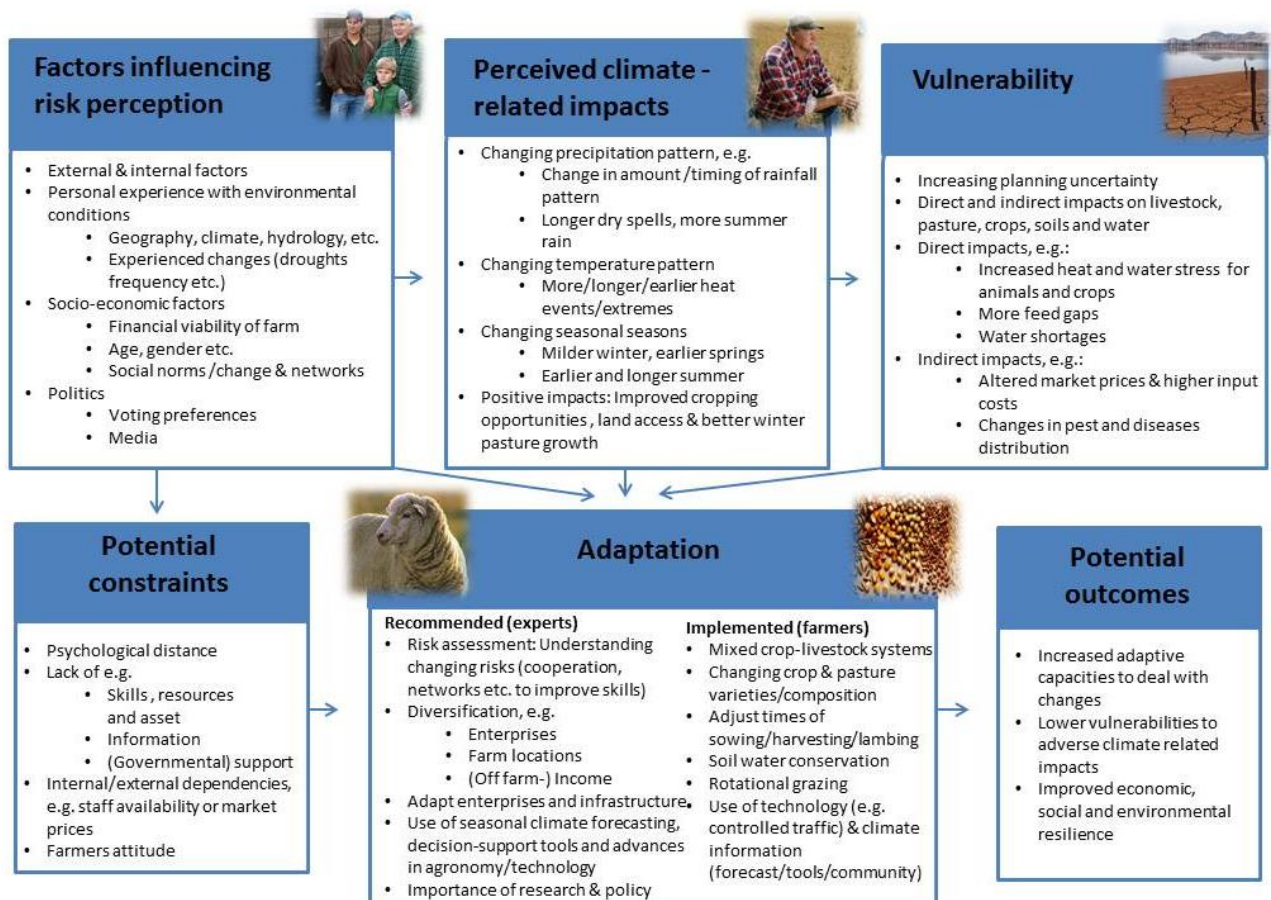 Factors influencing
risk perception
• External & internal factors
• Personal experience with environmental
conditions
• Geography, climate, hydrology, etc.
• Experienced changes (droughts
frequency etc.)
• Socio-economic factors
• Financial viability of farm
• Age, gender etc.
• Social norms /change & networks
• Politics
• Voting preferences
• Media
Perceived climate -
related impacts
• Changing precipitation pattern, e.g.
• Change in amount /timing of rainfall
pattern
• Longer dry spells, more summer
rain
• Changing temperature pattern
• More/longer/earlier heat
events/extremes
• Changing seasonal seasons
• Milder winter, earlier springs
• Earlier and longer summer
• Positive impacts: Improved cropping
opportunities , land access & better winter
pasture growth
Vulnerability
• Increasing planning uncertainty
• Direct and indirect impacts on livestock,
pasture, crops, soils and water
• Direct impacts, e.g.:
• Increased heat and water stress for
animals and crops
• More feed gaps
• Water shortages
• Indirect impacts, e.g.:
• Altered market prices & higher input
costs
• Changes in pest and diseases
distribution
Potential
constraints
• Psychological distance
• Lack of e.g.
• Skills , resources
and asset
• Information
• (Governmental) support
• Internal/external dependencies,
e.g. staff availability or market
prices
• Farmers attitude
Adaptation
Recommended (experts)
• Risk assessment: Understanding
changing risks (cooperation,
networks etc. to improve skills)
• Diversification, e.g.
• Enterprises
• Farm locations
• (Off farm-) Income
• Adapt enterprises and infrastructure
• Use of seasonal climate forecasting,
decision-support tools and advances
in agronomy/technology
• Importance of research & policy
Implemented (farmers)
• Mixed crop-livestock systems
• Changing crop & pasture
varieties/composition
• Adjust times of
sowing/harvesting/lambing
• Soil water conservation
• Rotational grazing
• Use of technology (e.g.
controlled traffic) & climate
information
(forecast/tools/community)
Potential
outcomes
• Increased adaptive
capacities to deal with
changes
• Lower vulnerabilities to
adverse climate related
impacts
• Improved economic,
social and environmental
resilience